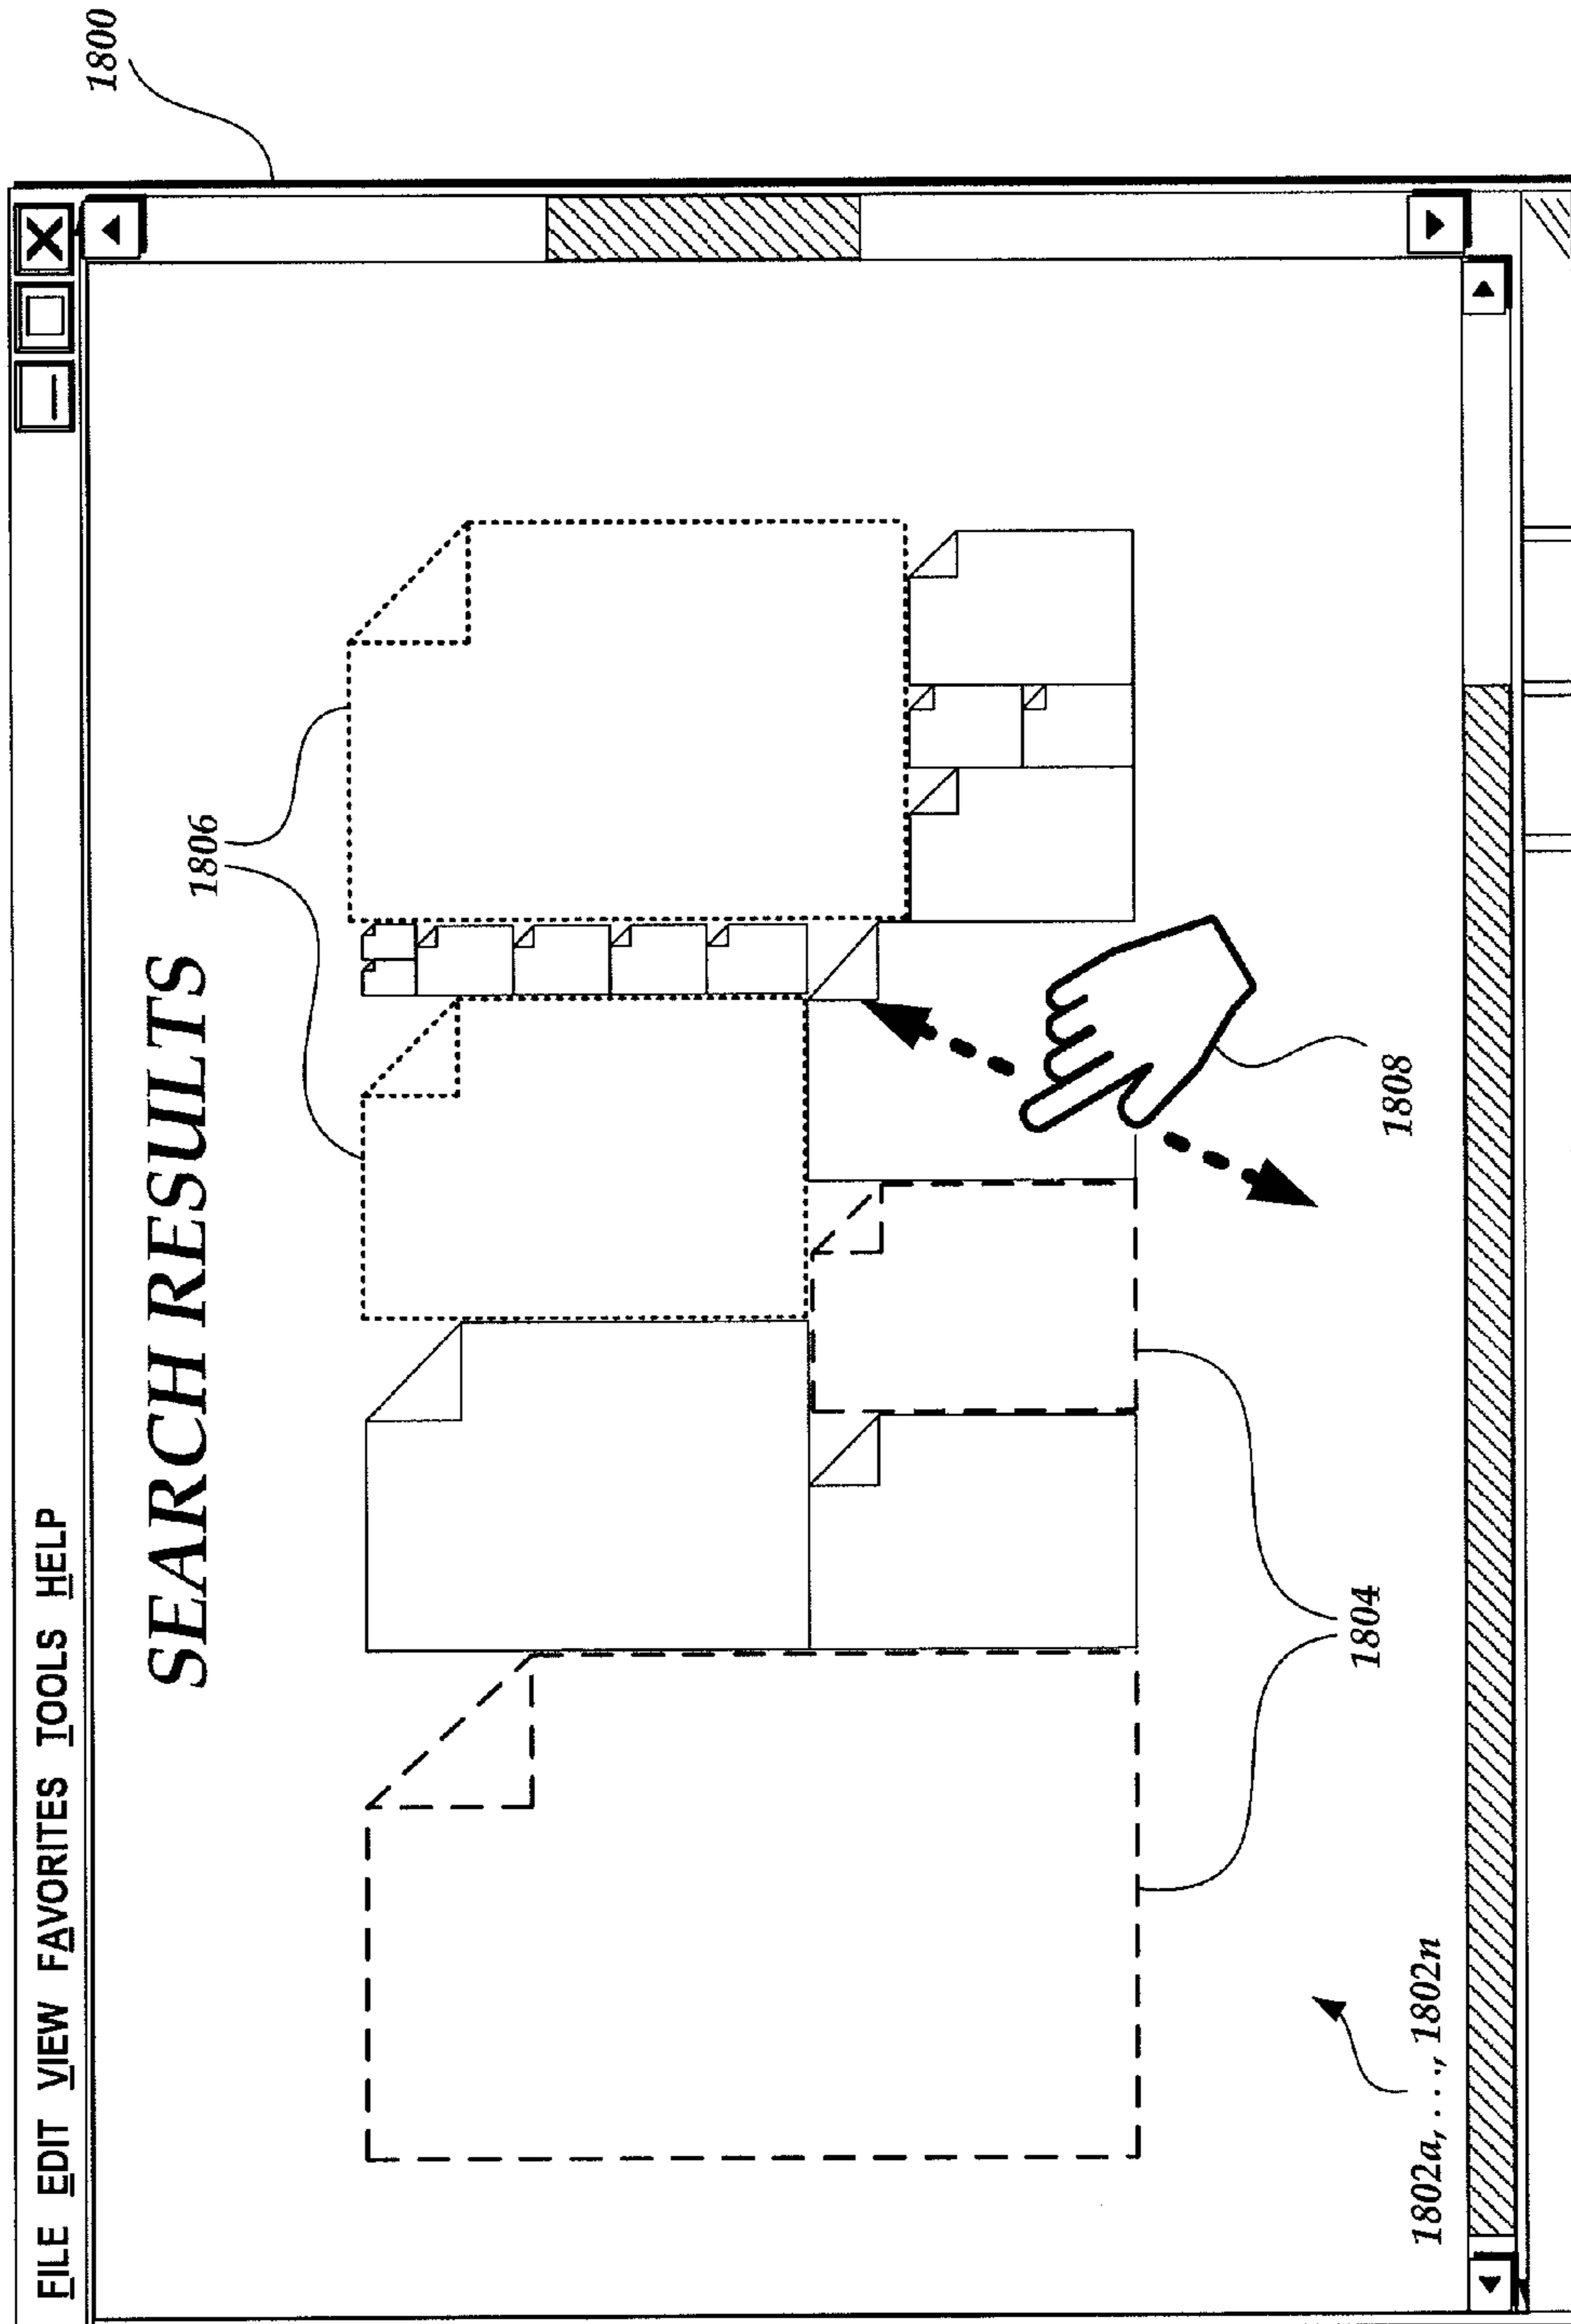 1800
FILE EDIT VIEW FAVORITES TOOLS HELP
SEARCH RESULTS
1806
1808
1804
1802a, . . ., 1802n